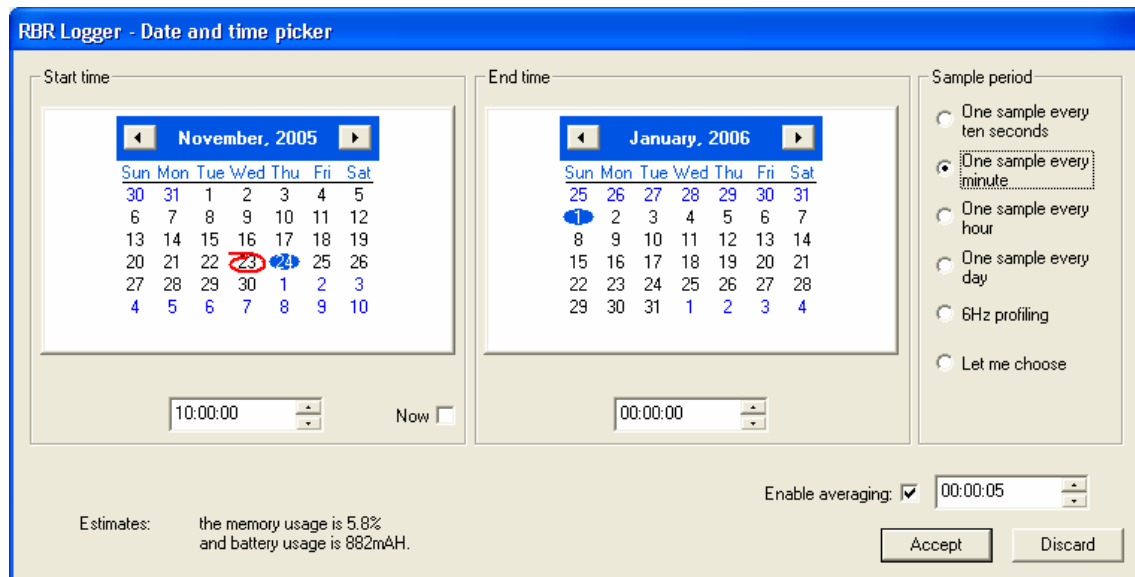 RBR Logger - Date and time picker
Start time
November, 2005
Sun Mon Tue Wed Thu Fri Sat
30 31 1 2 3 4 5
6 7 8 9 10 11 12
13 14 15 16 17 18 19
20 21 22 23 24 25 26
27 28 29 30 1 2 3
4 5 6 7 8 9 10
10:00:00
Now
End time
January, 2006
Sun Mon Tue Wed Thu Fri Sat
25 26 27 28 29 30 31
1 2 3 4 5 6 7
8 9 10 11 12 13 14
15 16 17 18 19 20 21
22 23 24 25 26 27 28
29 30 31 1 2 3 4
00:00:00
Sample period
One sample every
ten seconds
One sample every
minute
One sample every
hour
One sample every
day
6Hz profiling
Let me choose
Enable averaging:
00:00:05
Estimates:
the memory usage is 5.8%
and battery usage is 882mAH.
Accept
Discard